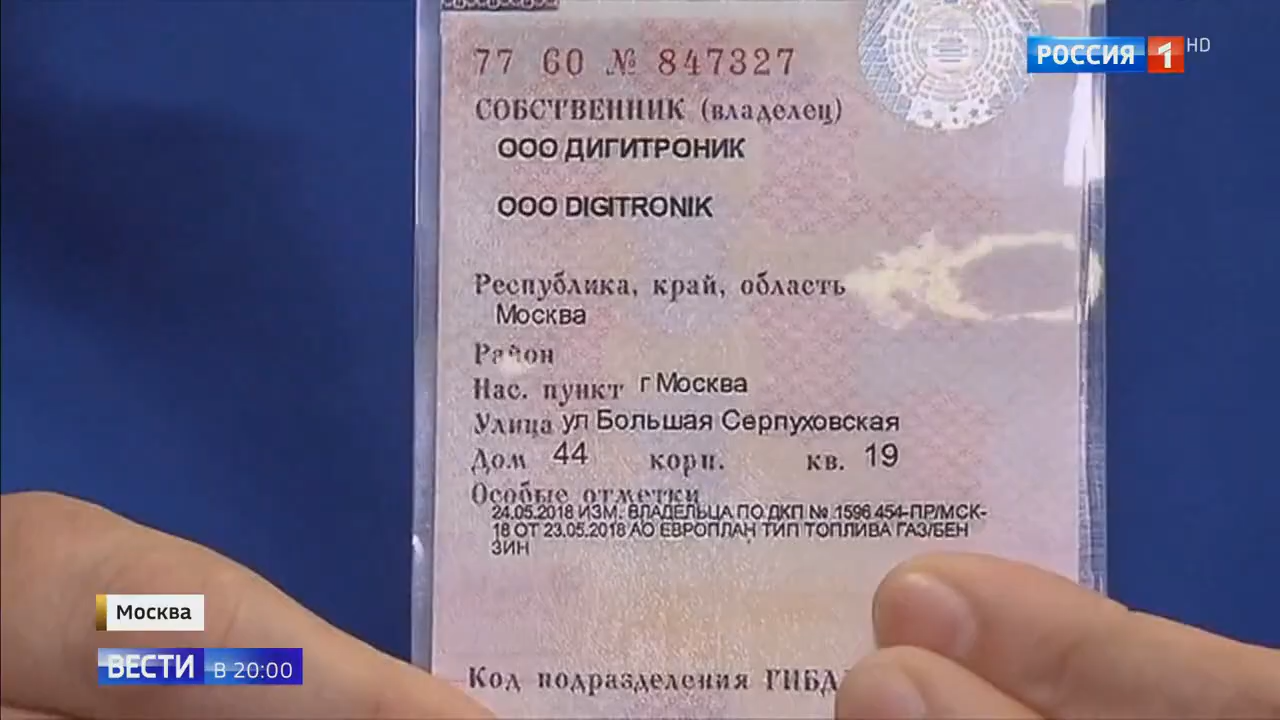 77 60 № 847327
СОБСТВЕННИК (владелец)
ООО ДИГИТРОНИК
ООО DIGITRONIK
Республика, край, область
Москва
Район
Нас. пункт г Москва
Улица ул Большая Серпуховская
Дом 44 корп. кв. 19
Особые отметки
24.05.2018 ИЗМ. ВЛАДЕЛЬЦА ПО ДКП № 1596 454-ПР/МСК-
18 ОТ 23.05.2018 АО ЕВРОПЛАН, ТИП ТОПЛИВА ГАЗ/БЕН
ЗИН
Код подразделения ГИБД
РОССИЯ 1 HD
Москва
ВЕСТИ В 20:00